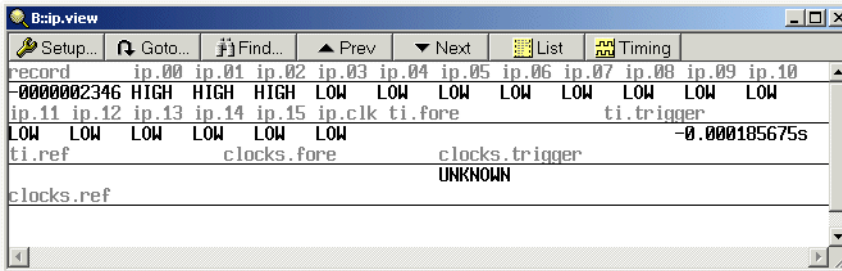 B::ip.view
Setup... Goto... Find... Prev Next List Timing
record ip.00 ip.01 ip.02 ip.03 ip.04 ip.05 ip.06 ip.07 ip.08 ip.09 ip.10
-0000002346 HIGH HIGH HIGH LOW LOW LOW LOW LOW LOW LOW LOW
ip.11 ip.12 ip.13 ip.14 ip.15 ip.clk ti.fore ti.trigger
LOW LOW LOW LOW LOW LOW -0.000185675s
ti.ref clocks.fore clocks.trigger
UNKNOWN
clocks.ref